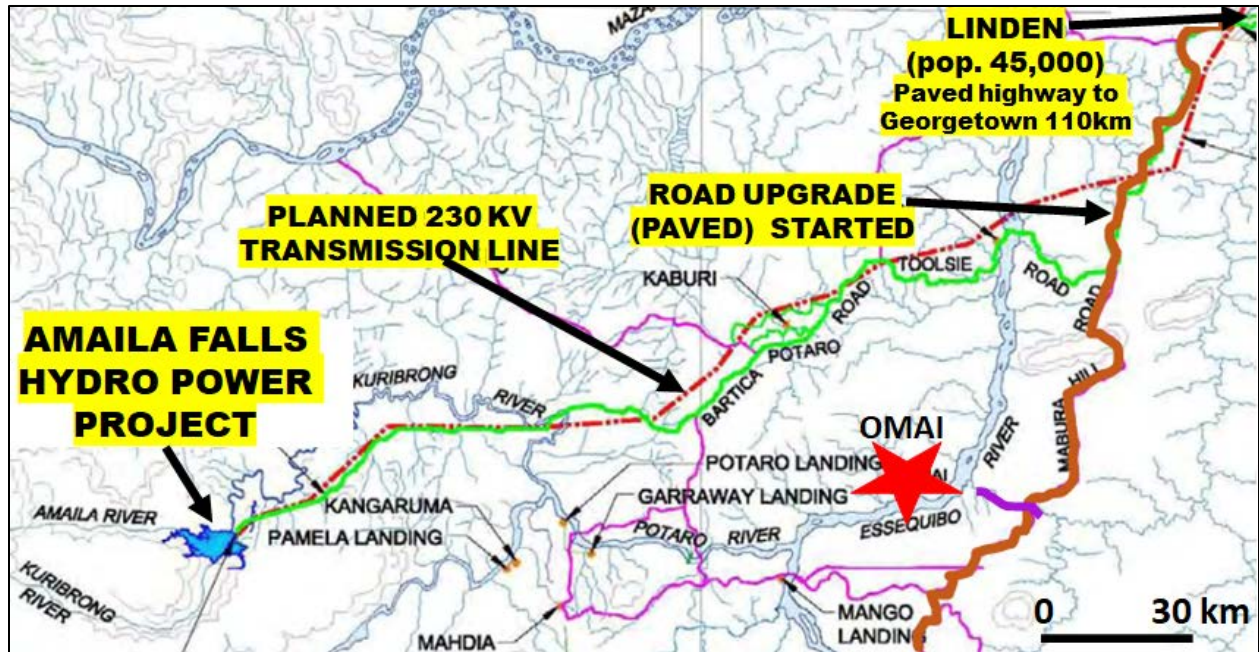 MAZA
LINDEN
(pop. 45,000)
Paved highway to
Georgetown 110km
PLANNED 230 KV
TRANSMISSION LINE
ROAD UPGRADE
(PAVED) STARTED
KABURI
TOOLSIE
ROAD
ROAD
POTARO
BARTICA
ROAD
HILL
MABURA
AMAILA FALLS
HYDRO POWER
PROJECT
KURIBRONG
RIVER
OMAI
RIVER
POTARO LANDING
AI
GARRAWAY LANDING
KANGARUMA
PAMELA LANDING
AMAILA RIVER
ESSEQUIBO
POTARO
RIVER
KURIBRONG
RIVER
MAHDIA
MANGO
LANDING
0 30 km